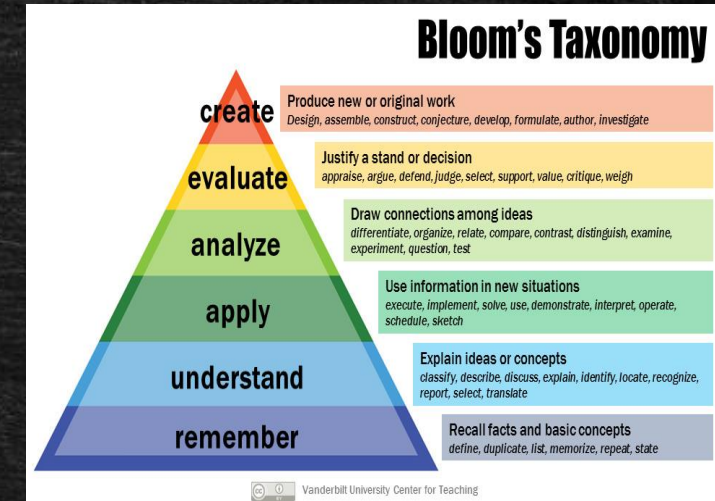 Bloom's Taxonomy
create
Produce new or original work
Design, assemble, construct, conjecture, develop, formulate, author, investigate
evaluate
Justify a stand or decision
appraise, argue, defend, judge, select, support, value, critique, weigh
analyze
Draw connections among ideas
differentiate, organize, relate, compare, contrast, distinguish, examine,
experiment, question, test
apply
Use information in new situations
execute, implement, solve, use, demonstrate, interpret, operate,
schedule, sketch
understand
Explain ideas or concepts
classify, describe, discuss, explain, identify, locate, recognize,
report, select, translate
remember
Recall facts and basic concepts
define, duplicate, list, memorize, repeat, state
cc
Vanderbilt University Center for Teaching